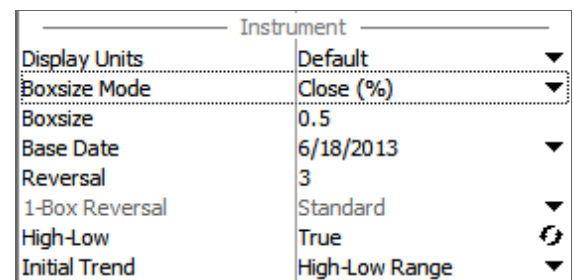 Instrument
Display Units Default
Boxsize Mode Close (%)
Boxsize 0.5
Base Date 6/18/2013
Reversal 3
1-Box Reversal Standard
High-Low True
Initial Trend High-Low Range